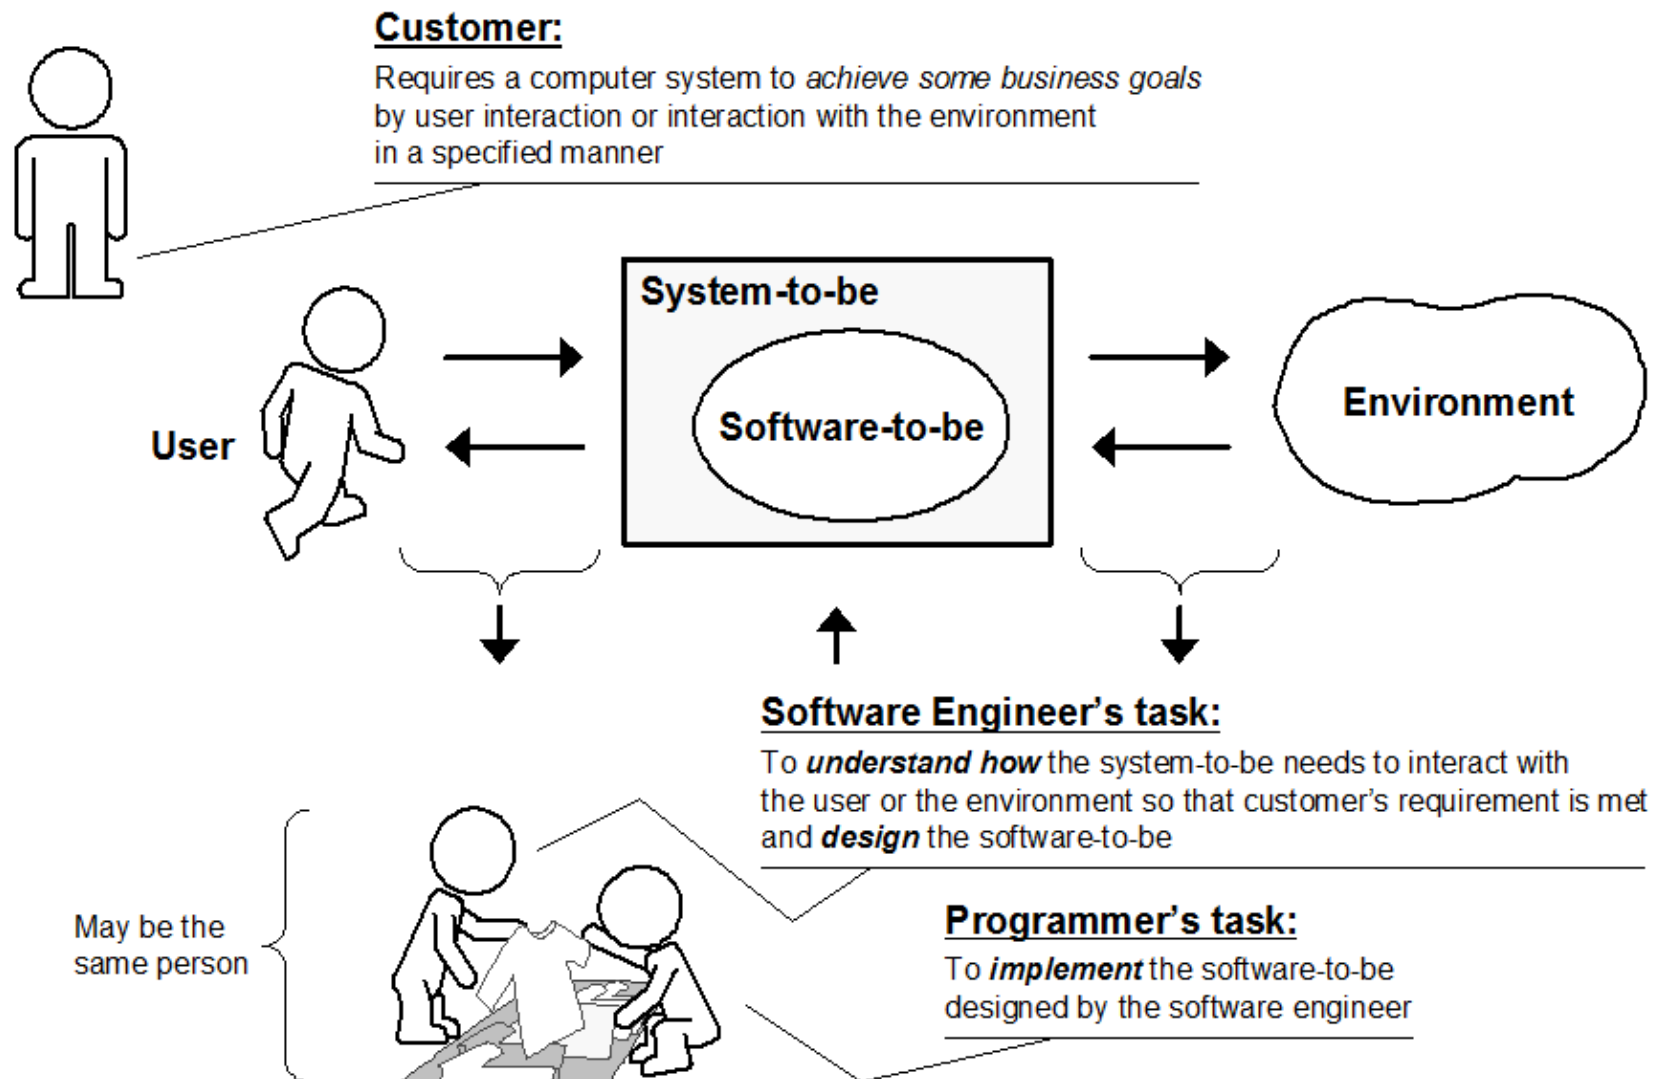 Customer:
Requires a computer system to achieve some business goals
by user interaction or interaction with the environment
in a specified manner
System-to-be
Software-to-be
User
Environment
Software Engineer's task:
To understand how the system-to-be needs to interact with
the user or the environment so that customer's requirement is met
and design the software-to-be
May be the
same person
Programmer's task:
To implement the software-to-be
designed by the software engineer